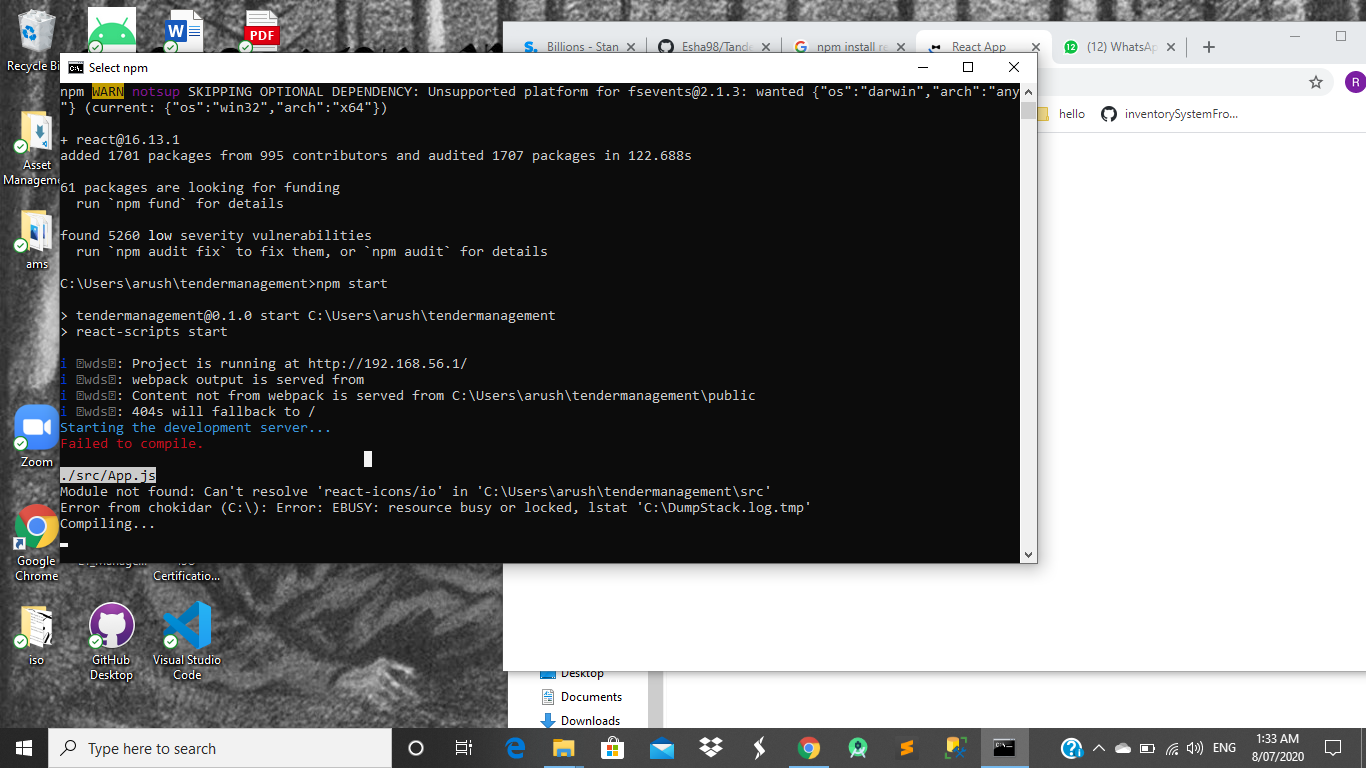 Recycle Bi
W
PDF
Asset
Managem
ams
Zoom
Google
Chrome
Certificatio...
iso
GitHub
Desktop
Visual Studio
Code
Billions - Stan
Esha98/Tande
npm install re
React App
(12) WhatsAp
R
hello
inventorySystemFro...
Select npm
npm WARN notsup SKIPPING OPTIONAL DEPENDENCY: Unsupported platform for fsevents@2.1.3: wanted {"os":"darwin","arch":"any
"} (current: {"os":"win32","arch":"x64"})
+ react@16.13.1
added 1701 packages from 995 contributors and audited 1707 packages in 122.688s
61 packages are looking for funding
run `npm fund` for details
found 5260 low severity vulnerabilities
run `npm audit fix` to fix them, or `npm audit` for details
C:\Users\arush\tendermanagement>npm start
> tendermanagement@0.1.0 start C:\Users\arush\tendermanagement
> react-scripts start
i ⍰wds⍰: Project is running at http://192.168.56.1/
i ⍰wds⍰: webpack output is served from
i ⍰wds⍰: Content not from webpack is served from C:\Users\arush\tendermanagement\public
i ⍰wds⍰: 404s will fallback to /
Starting the development server...
Failed to compile.
./src/App.js
Module not found: Can't resolve 'react-icons/io' in 'C:\Users\arush\tendermanagement\src'
Error from chokidar (C:\): Error: EBUSY: resource busy or locked, lstat 'C:\DumpStack.log.tmp'
Compiling...
Desktop
Documents
Downloads
Type here to search
ENG
1:33 AM
8/07/2020